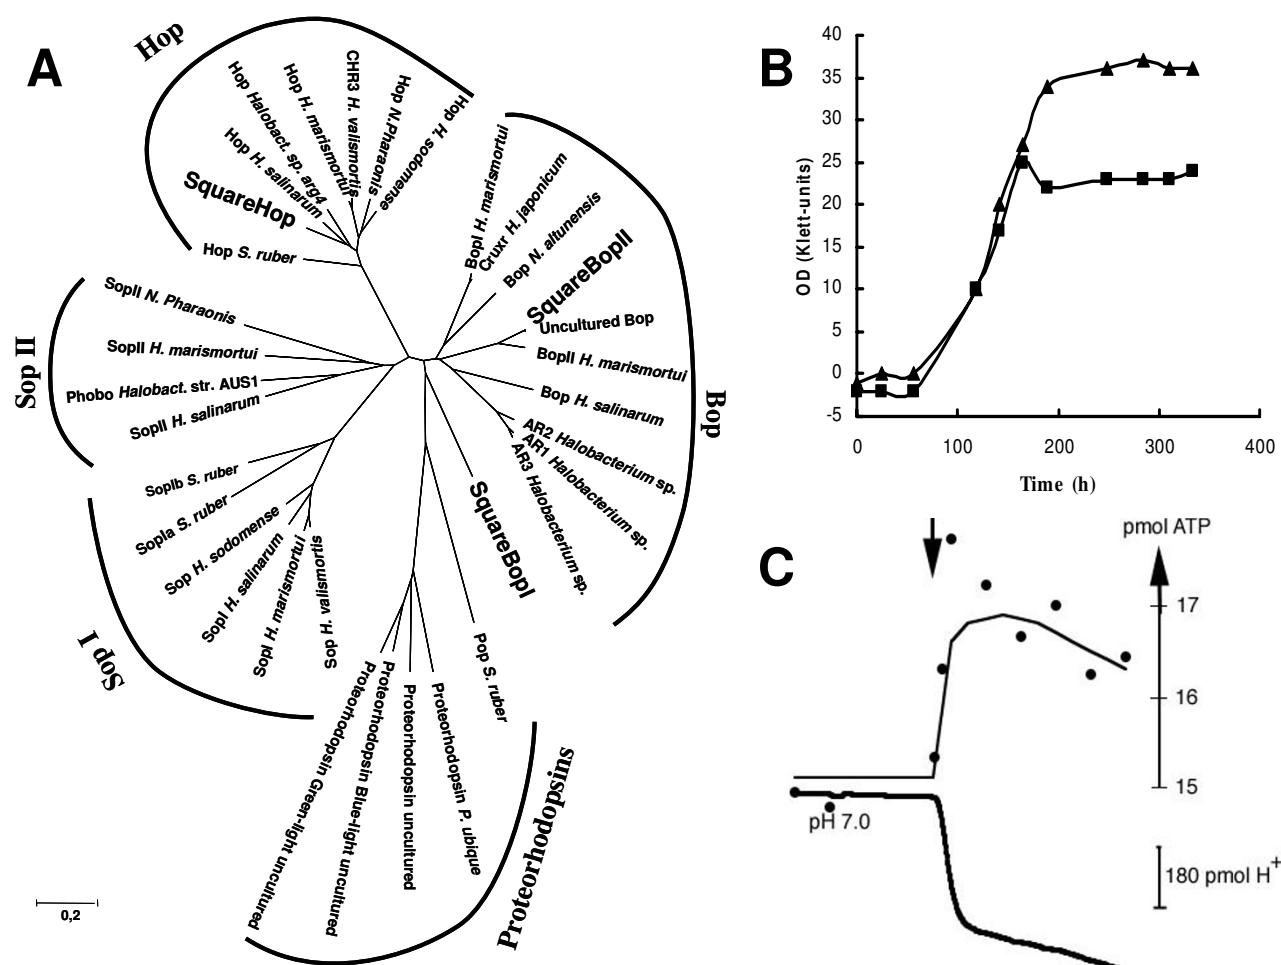 A
Hop
Hop Halobact. sp. arg4
Hop H. marismortui
CHR3 H. valismortis
Hop N.Pharaonis
Hop H. sodomense
Hop H. salinarum
SquareHop
Hop S. ruber
BopI H. marismortui
Cruxr H. japonicum
Bop N. altunensis
SquareBopII
Uncultured Bop
BopII H. marismortui
Bop H. salinarum
AR2 Halobacterium sp.
AR1 Halobacterium sp.
AR3 Halobacterium sp.
SquareBopI
Bop
Sop II
SopII N. Pharaonis
SopII H. marismortui
Phobo Halobact. str. AUS1
SopII H. salinarum
SopIb S. ruber
SopIa S. ruber
Sop H. sodomense
SopI H. salinarum
SopI H. marismortui
Sop H. valismortis
Sop I
Pop S. ruber
Proteorhodopsin P. ubique
Proteorhodopsin uncultured
Proteorhodopsin Blue-light uncultured
Proteorhodopsin Green-light uncultured
Proteorhodopsins
0,2
B
40
35
30
25
20
15
10
5
0
-5
OD (Klett-units)
0 100 200 300 400
Time (h)
C
pmol ATP
17
16
15
pH 7.0
180 pmol H+